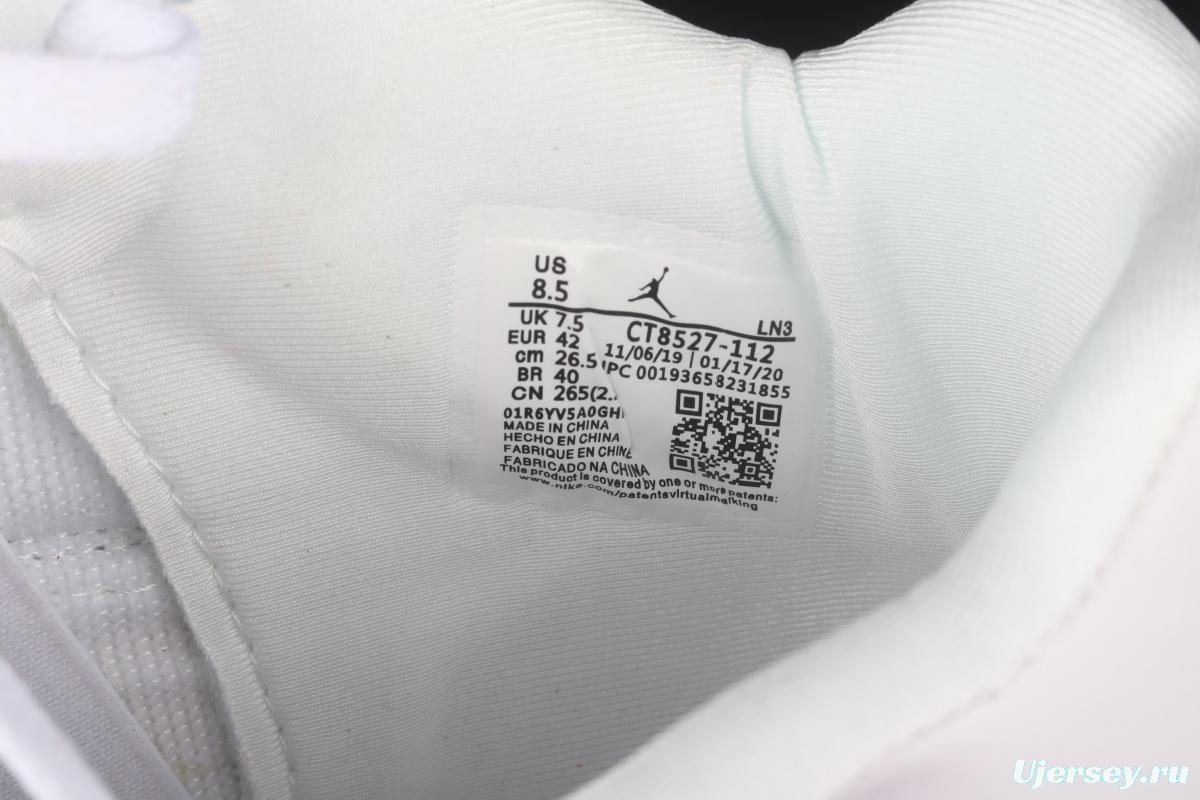 US
8.5
LN3
UK 7.5
EUR 42
cm 26.5
BR 40
CN 265(2..
CT8527-112
11/06/19 | 01/17/20
UPC 00193658231855
01R6YV5A0GH
MADE IN CHINA
HECHO EN CHINA
FABRIQUE EN CHINE
FABRICADO NA CHINA
This product is covered by one or more patents:
www.nike.com/patentsvirtualmarking
Ujersey.ru